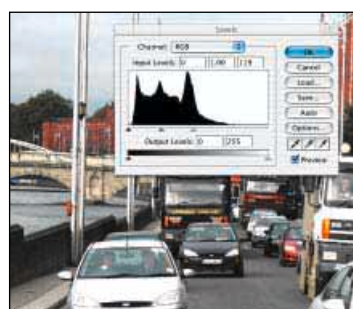 Levels
Channel: RGB
OK
Input Levels: 0 1.00 119
Cancel
Load...
Save...
Auto
Output Levels: 0 255
Options...
Preview